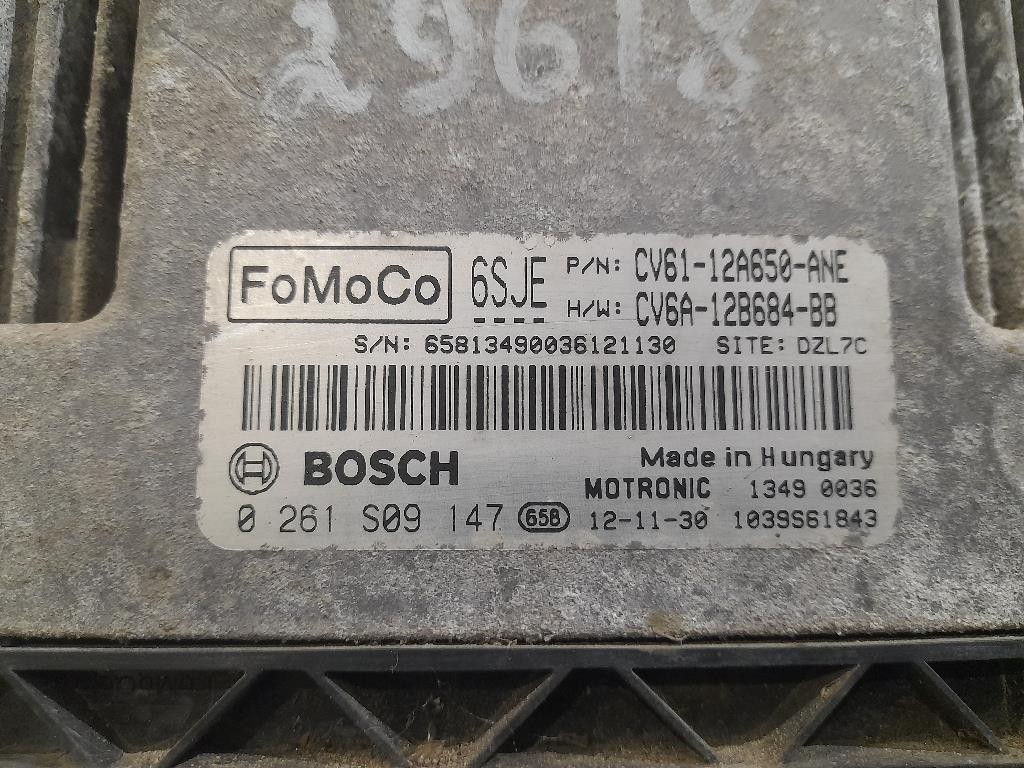 29618
FoMoCo 6SJE P/N: CV61-12A650-ANE
H/W: CV6A-12B684-BB
S/N: 65813490036121130 SITE: DZL7C
BOSCH Made in Hungary
MOTRONIC 1349 0036
0 261 S09 147 658 12-11-30 1039S61843